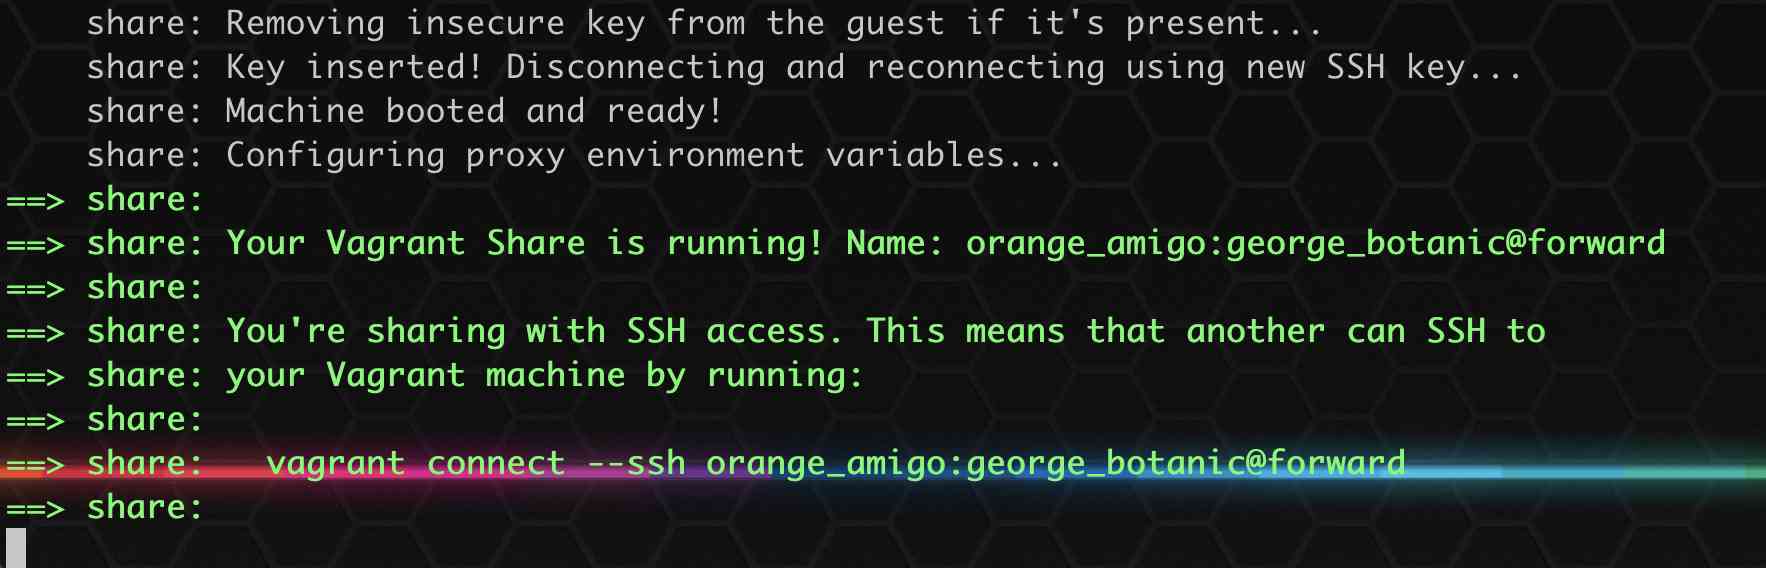 share: Removing insecure key from the guest if it's present...
share: Key inserted! Disconnecting and reconnecting using new SSH key...
share: Machine booted and ready!
share: Configuring proxy environment variables...
==> share:
==> share: Your Vagrant Share is running! Name: orange_amigo:george_botanic@forward
==> share:
==> share: You're sharing with SSH access. This means that another can SSH to
==> share: your Vagrant machine by running:
==> share:
==> share:   vagrant connect --ssh orange_amigo:george_botanic@forward
==> share: